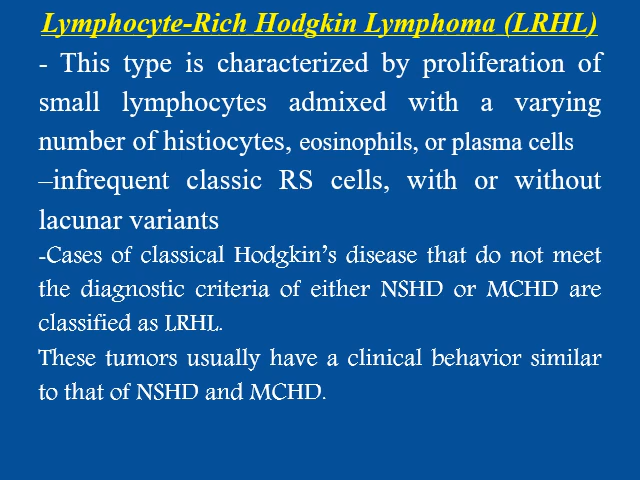 Lymphocyte-Rich Hodgkin Lymphoma (LRHL)
- This type is characterized by proliferation of
small lymphocytes admixed with a varying
number of histiocytes, eosinophils, or plasma cells
–infrequent classic RS cells, with or without
lacunar variants
-Cases of classical Hodgkin’s disease that do not meet
the diagnostic criteria of either NSHD or MCHD are
classified as LRHL.
These tumors usually have a clinical behavior similar
to that of NSHD and MCHD.